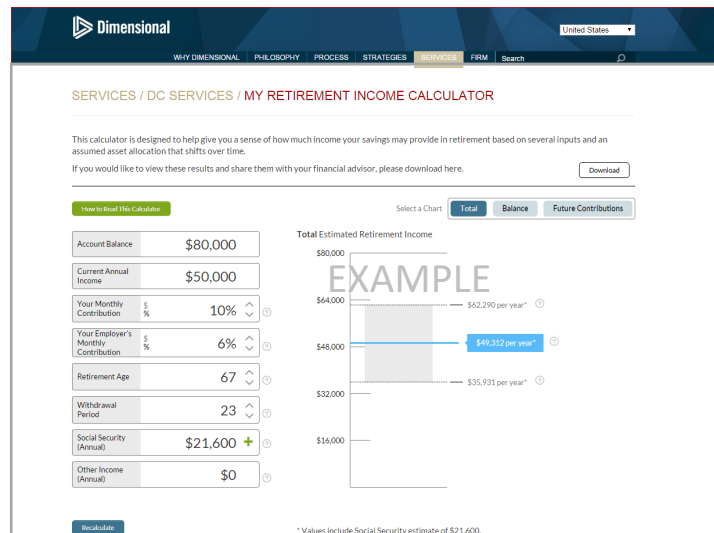 Dimensional
United States
WHY DIMENSIONAL PHILOSOPHY PROCESS STRATEGIES SERVICES FIRM Search
SERVICES / DC SERVICES / MY RETIREMENT INCOME CALCULATOR
This calculator is designed to help give you a sense of how much income your savings may provide in retirement based on several inputs and an
assumed asset allocation that shifts over time.
If you would like to view these results and share them with your financial advisor, please download here.
Download
How to Read This Calculator
Select a Chart Total Balance Future Contributions
Total Estimated Retirement Income
Account Balance $80,000
Current Annual
Income
$50,000
Your Monthly
Contribution
$
%
10%
?
Your Employer's
Monthly
Contribution
$
%
6%
?
Retirement Age 67 ?
Withdrawal
Period
23
?
Social Security
(Annual)
$21,600 +
?
Other Income
(Annual)
$0
?
Recalculate
$80,000
EXAMPLE
$64,000
$62,290 per year* ?
$48,000
$49,312 per year* ?
$35,931 per year* ?
$32,000
$16,000
* Values include Social Security estimate of $21,600.